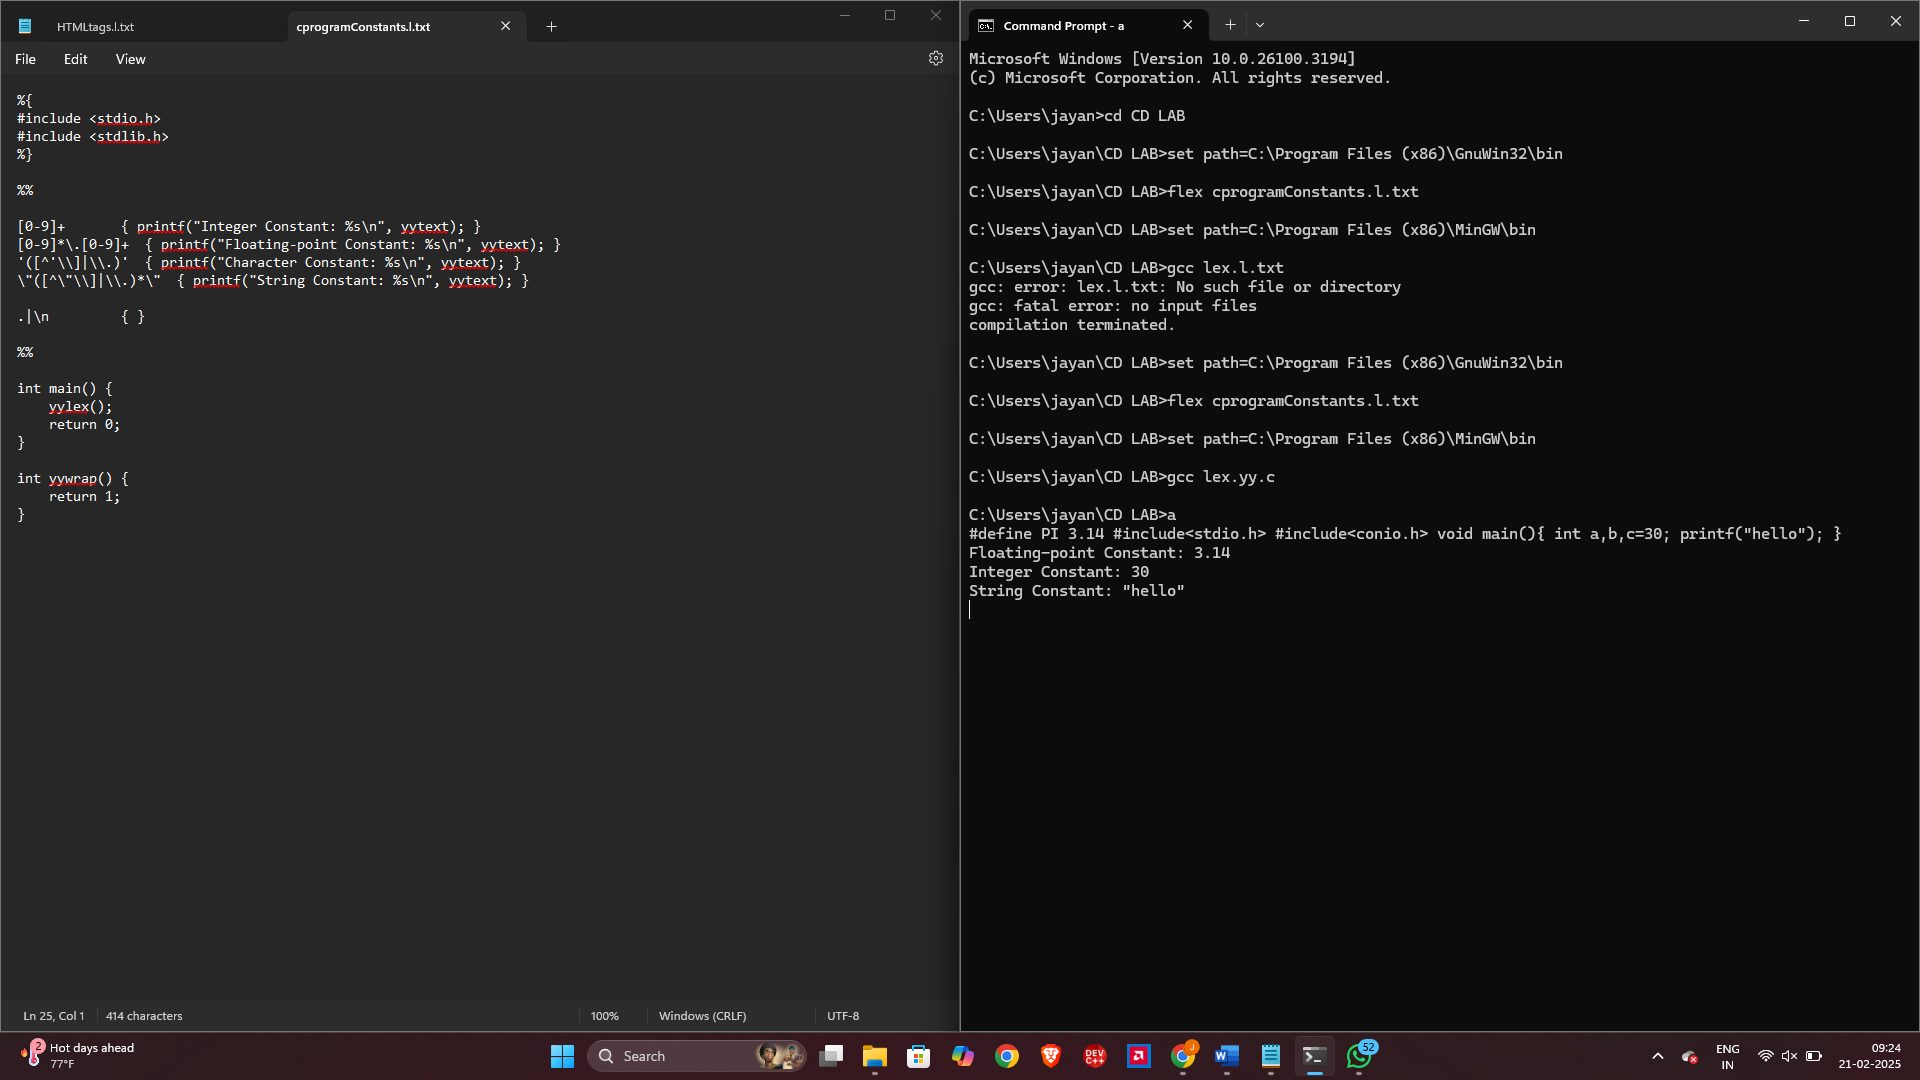 HTMLtags.l.txt
cprogramConstants.l.txt
File Edit View
%{
#include <stdio.h>
#include <stdlib.h>
%}
%%
[0-9]+       { printf("Integer Constant: %s\n", yytext); }
[0-9]*\.[0-9]+  { printf("Floating-point Constant: %s\n", yytext); }
'([^'\\]|\\.)'  { printf("Character Constant: %s\n", yytext); }
\"([^\"\\]|\\.)*\"  { printf("String Constant: %s\n", yytext); }
.|\n         { }
%%
int main() {
    yylex();
    return 0;
}
int yywrap() {
    return 1;
}
Ln 25, Col 1 414 characters 100% Windows (CRLF) UTF-8
Command Prompt - a
Microsoft Windows [Version 10.0.26100.3194]
(c) Microsoft Corporation. All rights reserved.
C:\Users\jayan>cd CD LAB
C:\Users\jayan\CD LAB>set path=C:\Program Files (x86)\GnuWin32\bin
C:\Users\jayan\CD LAB>flex cprogramConstants.l.txt
C:\Users\jayan\CD LAB>set path=C:\Program Files (x86)\MinGW\bin
C:\Users\jayan\CD LAB>gcc lex.l.txt
gcc: error: lex.l.txt: No such file or directory
gcc: fatal error: no input files
compilation terminated.
C:\Users\jayan\CD LAB>set path=C:\Program Files (x86)\GnuWin32\bin
C:\Users\jayan\CD LAB>flex cprogramConstants.l.txt
C:\Users\jayan\CD LAB>set path=C:\Program Files (x86)\MinGW\bin
C:\Users\jayan\CD LAB>gcc lex.yy.c
C:\Users\jayan\CD LAB>a
#define PI 3.14 #include<stdio.h> #include<conio.h> void main(){ int a,b,c=30; printf("hello"); }
Floating-point Constant: 3.14
Integer Constant: 30
String Constant: "hello"
2
Hot days ahead
77°F
Search
DEV
C++
J
52
ENG
IN
09:24
21-02-2025